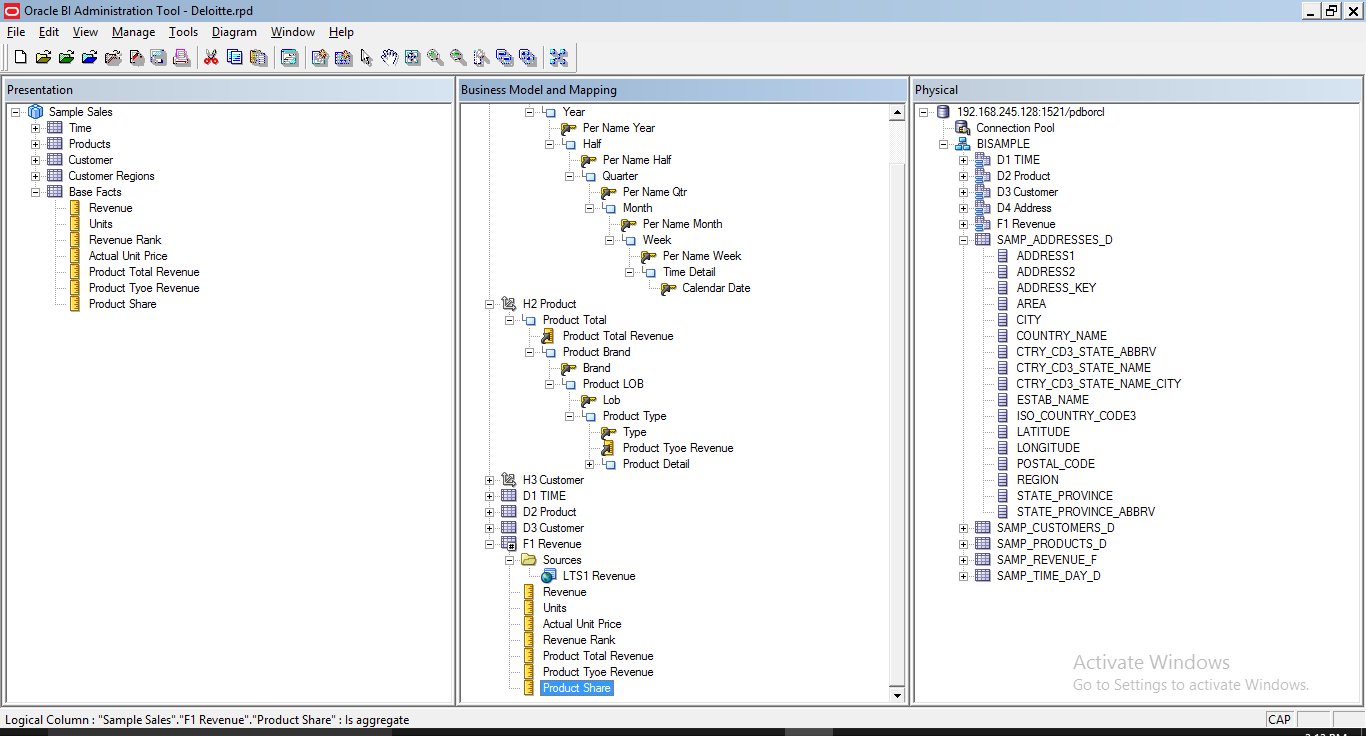 Oracle BI Administration Tool - Deloitte.rpd
File Edit View Manage Tools Diagram Window Help
Presentation
Sample Sales
Time
Products
Customer
Customer Regions
Base Facts
Revenue
Units
Revenue Rank
Actual Unit Price
Product Total Revenue
Product Tyoe Revenue
Product Share
Business Model and Mapping
Year
Per Name Year
Half
Per Name Half
Quarter
Per Name Qtr
Month
Per Name Month
Week
Per Name Week
Time Detail
Calendar Date
H2 Product
Product Total
Product Total Revenue
Product Brand
Brand
Product LOB
Lob
Product Type
Type
Product Tyoe Revenue
Product Detail
H3 Customer
D1 TIME
D2 Product
D3 Customer
F1 Revenue
Sources
LTS1 Revenue
Revenue
Units
Actual Unit Price
Revenue Rank
Product Total Revenue
Product Tyoe Revenue
Product Share
Physical
192.168.245.128:1521/pdborcl
Connection Pool
BISAMPLE
D1 TIME
D2 Product
D3 Customer
D4 Address
F1 Revenue
SAMP_ADDRESSES_D
ADDRESS1
ADDRESS2
ADDRESS_KEY
AREA
CITY
COUNTRY_NAME
CTRY_CD3_STATE_ABBRV
CTRY_CD3_STATE_NAME
CTRY_CD3_STATE_NAME_CITY
ESTAB_NAME
ISO_COUNTRY_CODE3
LATITUDE
LONGITUDE
POSTAL_CODE
REGION
STATE_PROVINCE
STATE_PROVINCE_ABBRV
SAMP_CUSTOMERS_D
SAMP_PRODUCTS_D
SAMP_REVENUE_F
SAMP_TIME_DAY_D
Activate Windows
Go to Settings to activate Windows.
Logical Column : "Sample Sales"."F1 Revenue"."Product Share" : Is aggregate
CAP